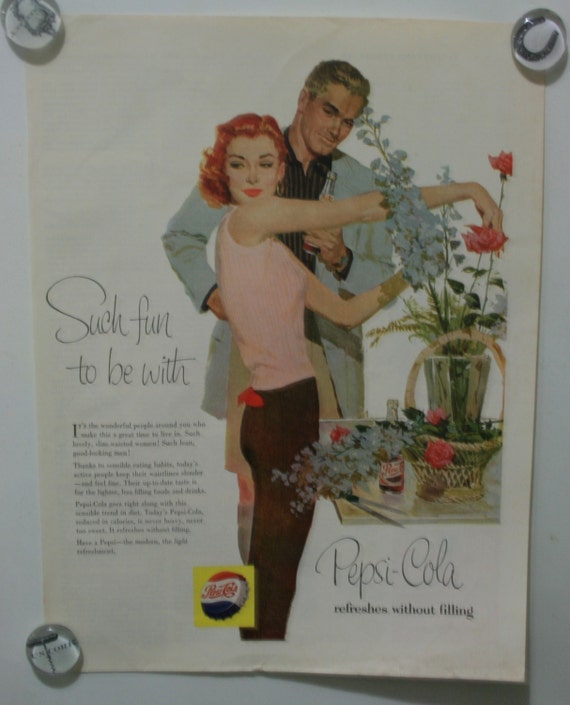 Such fun
to be with
It's the wonderful people around you who
make this a great time to live in. Such
lovely, slim-waisted women! Such lean,
good-looking men!
Thanks to sensible eating habits, today's
active people keep their waistlines slender
—and feel fine. Their up-to-date taste is
for the lighter, less filling foods and drinks.
Pepsi-Cola goes right along with this
sensible trend in diet. Today's Pepsi-Cola,
reduced in calories, is never heavy, never
too sweet. It refreshes without filling.
Have a Pepsi—the modern, the light
refreshment.
Pepsi-Cola
Pepsi-Cola
refreshes without filling